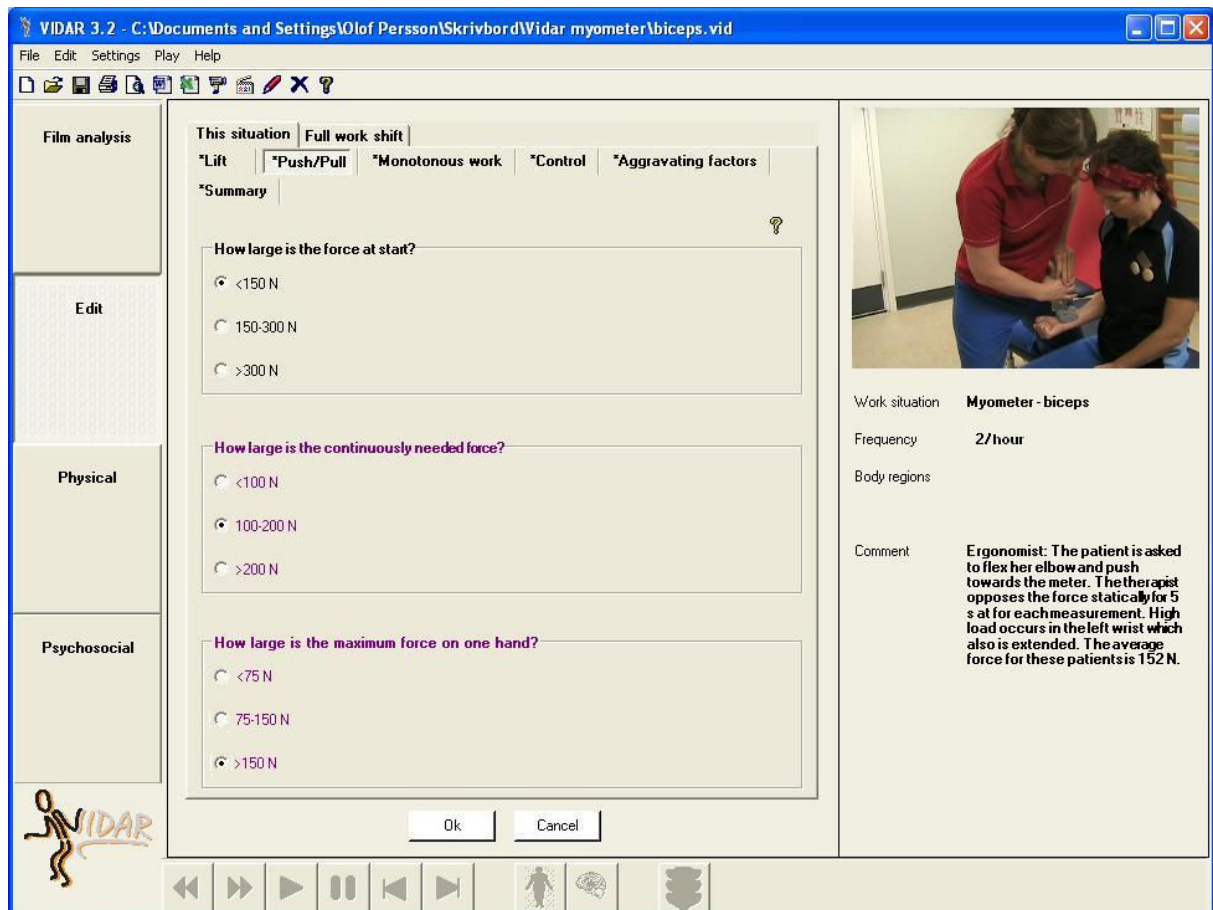 VIDAR 3.2 - C:\Documents and Settings\Olof Persson\Skrivbord\Vidar myometer\biceps.vid
File Edit Settings Play Help
Film analysis
Edit
Physical
Psychosocial
VIDAR
This situation Full work shift
*Lift *Push/Pull *Monotonous work *Control *Aggravating factors
*Summary
How large is the force at start?
<150 N
150-300 N
>300 N
How large is the continuously needed force?
<100 N
100-200 N
>200 N
How large is the maximum force on one hand?
<75 N
75-150 N
>150 N
Ok Cancel
Work situation Myometer - biceps
Frequency 2/hour
Body regions
Comment Ergonomist: The patient is asked
to flex her elbow and push
towards the meter. The therapist
opposes the force statically for 5
s at for each measurement. High
load occurs in the left wrist which
also is extended. The average
force for these patients is 152 N.